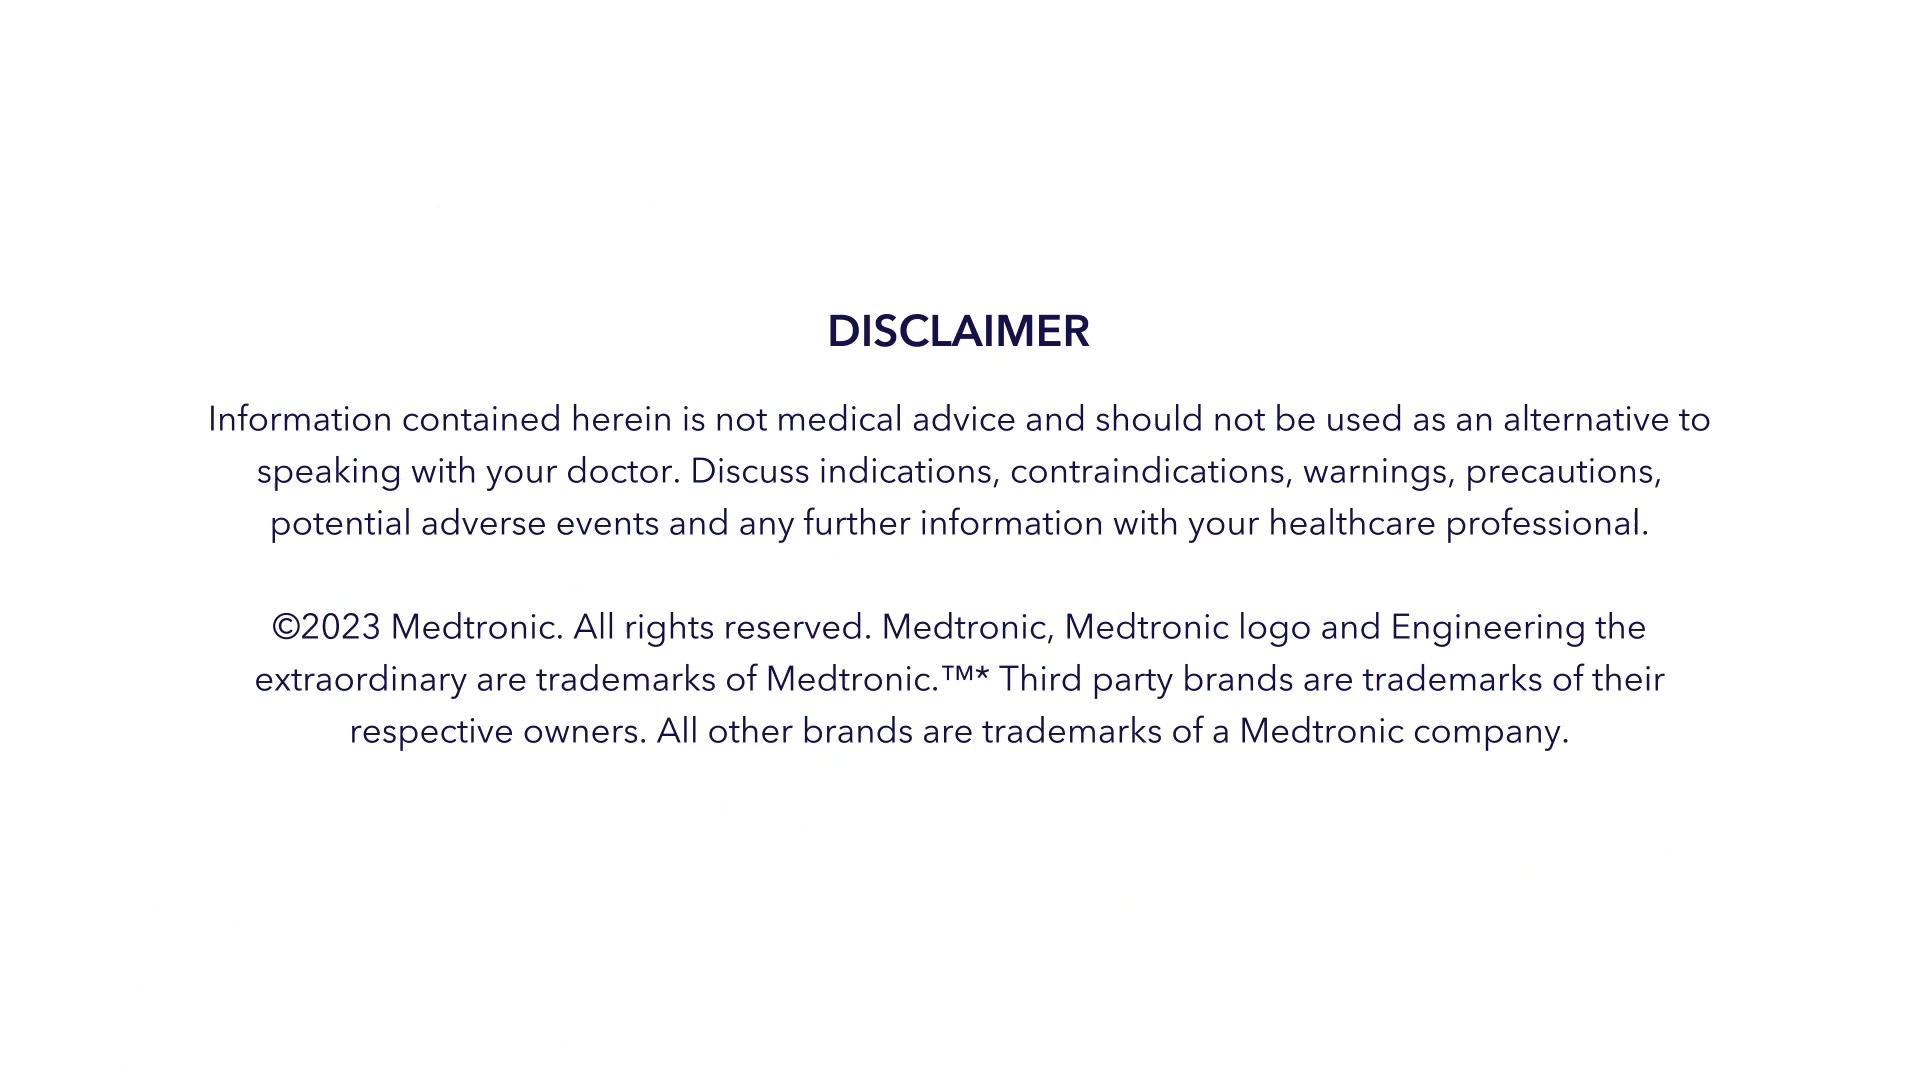 DISCLAIMER
Information contained herein is not medical advice and should not be used as an alternative to
speaking with your doctor. Discuss indications, contraindications, warnings, precautions,
potential adverse events and any further information with your healthcare professional.
©2023 Medtronic. All rights reserved. Medtronic, Medtronic logo and Engineering the
extraordinary are trademarks of Medtronic.™* Third party brands are trademarks of their
respective owners. All other brands are trademarks of a Medtronic company.